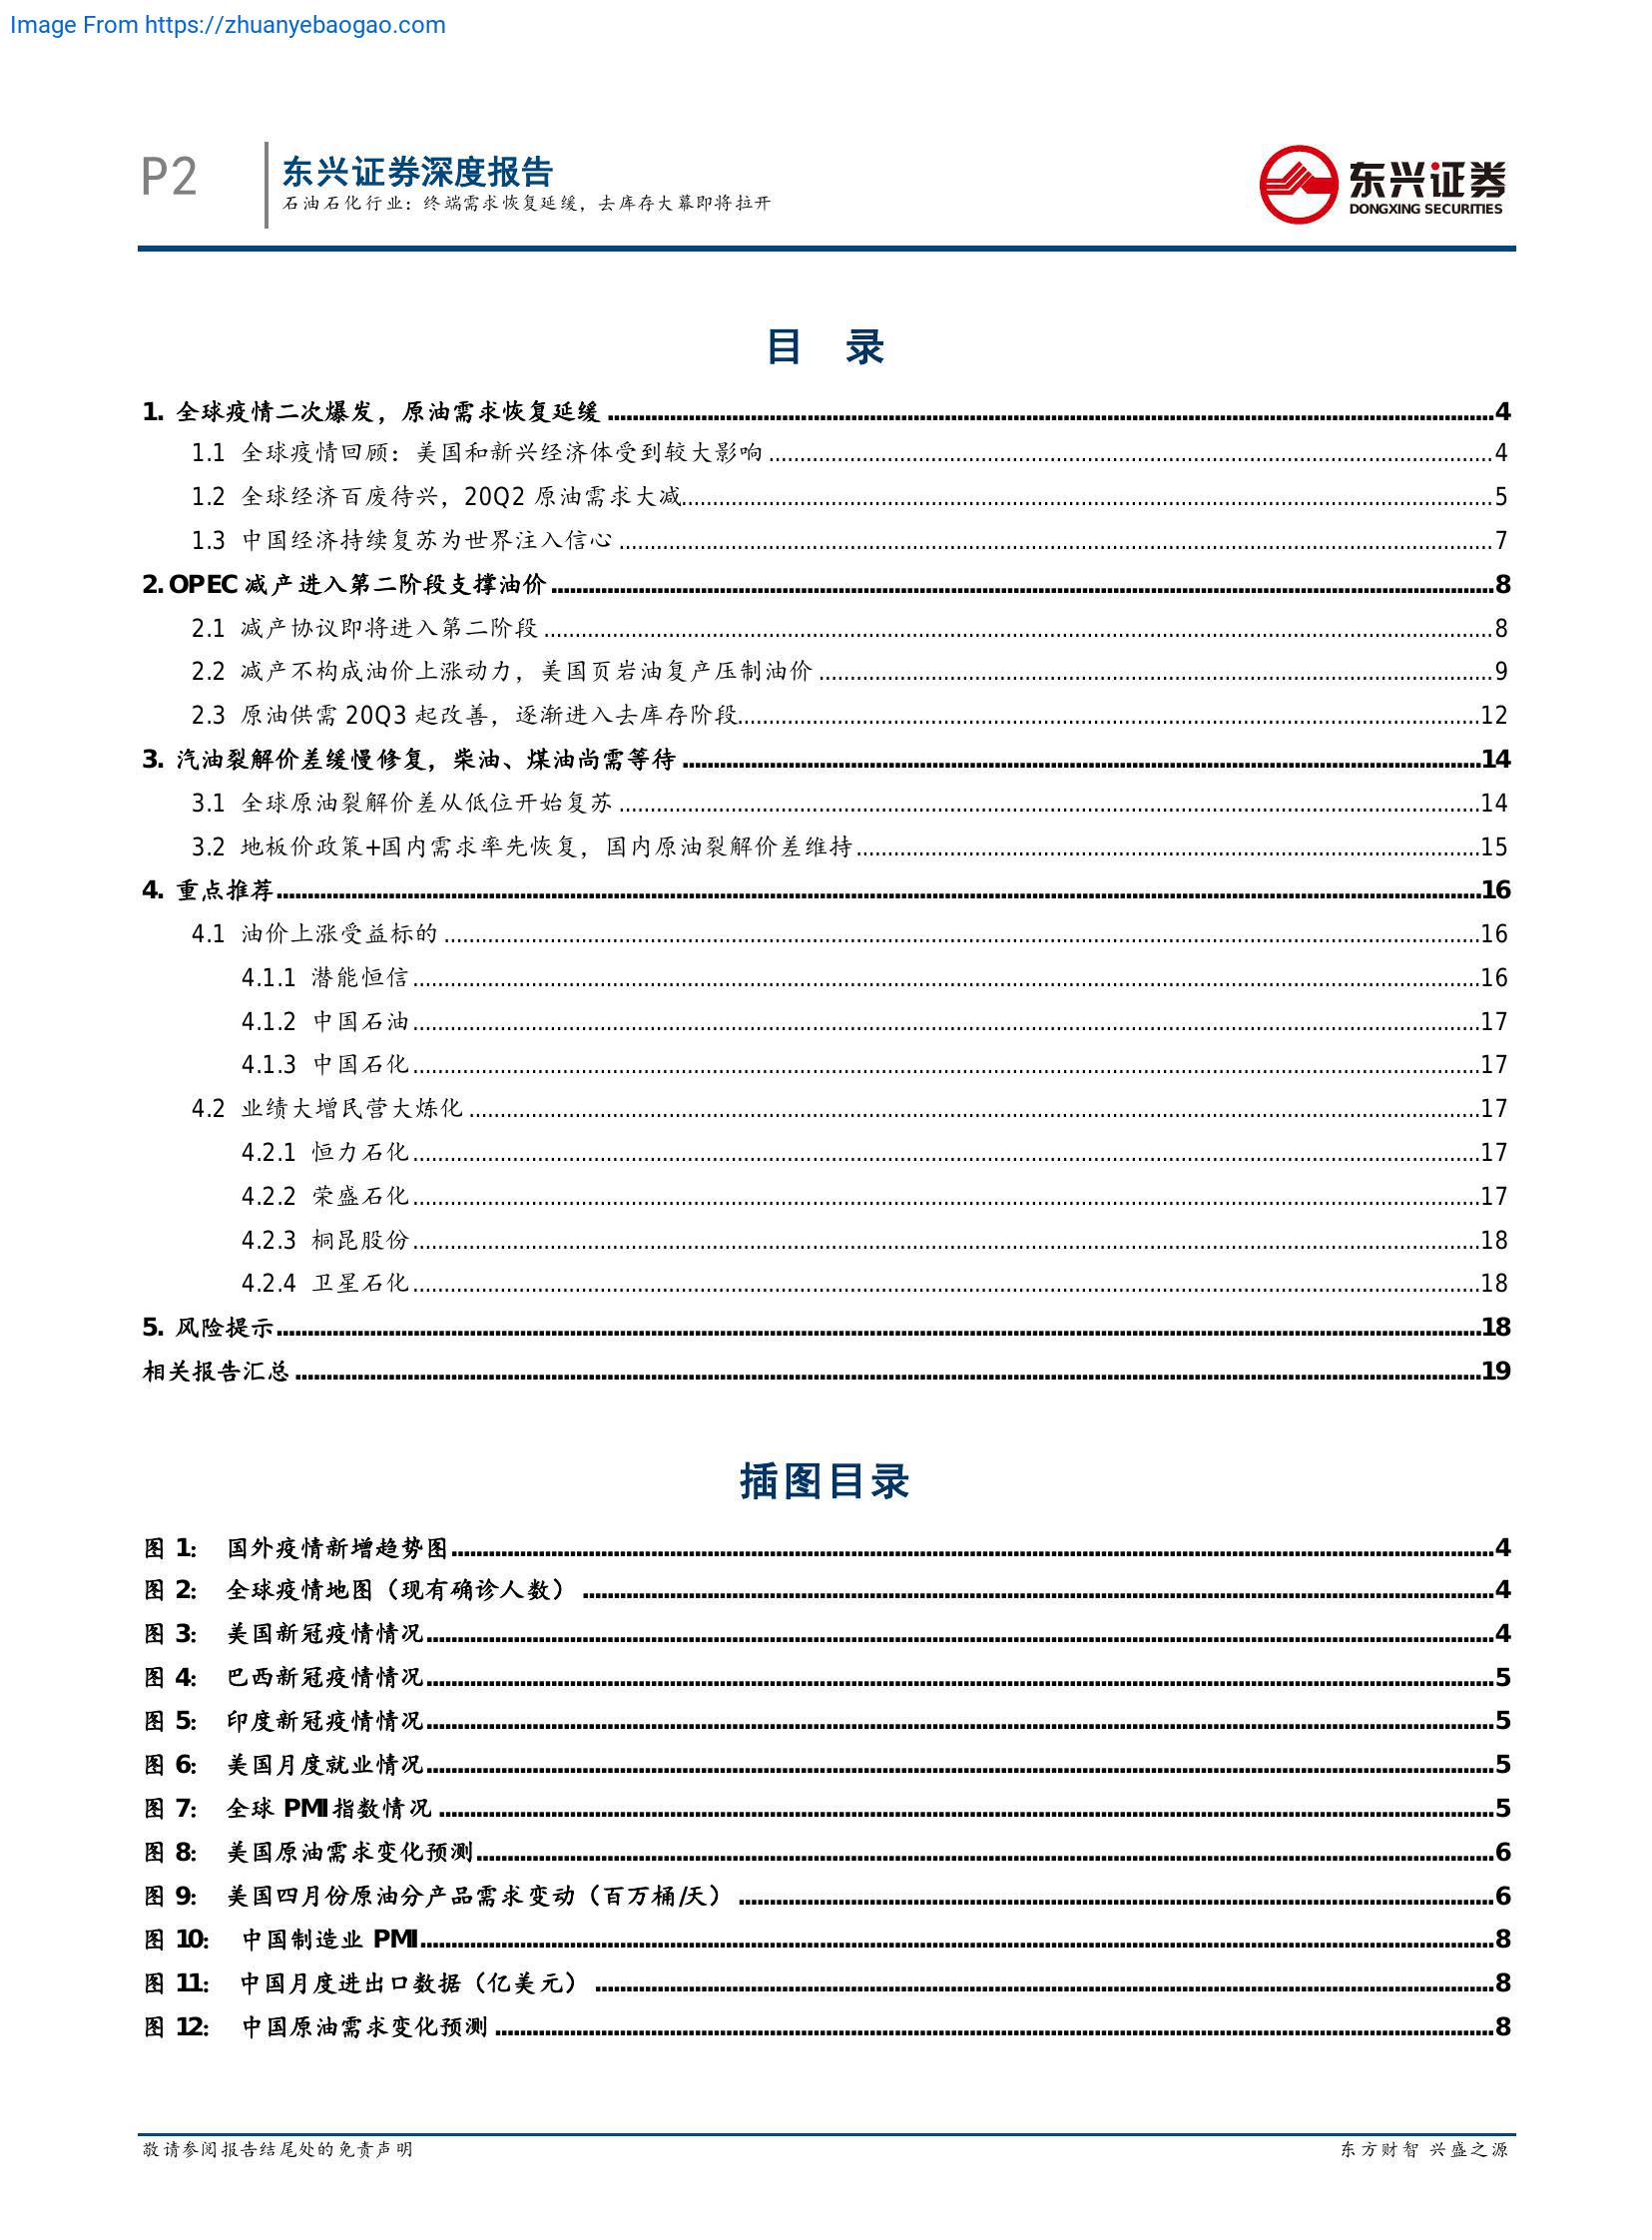 Image From https://zhuanyebaogao.com
P2
东兴证券深度报告
石油石化行业：终端需求恢复延缓，去库存大幕即将拉开
东兴证券
DONGXING SECURITIES
目 录
1. 全球疫情二次爆发，原油需求恢复延缓 4
1.1 全球疫情回顾：美国和新兴经济体受到较大影响 4
1.2 全球经济百废待兴，20Q2 原油需求大减 5
1.3 中国经济持续复苏为世界注入信心 7
2. OPEC 减产进入第二阶段支撑油价 8
2.1 减产协议即将进入第二阶段 8
2.2 减产不构成油价上涨动力，美国页岩油复产压制油价 9
2.3 原油供需 20Q3 起改善，逐渐进入去库存阶段 12
3. 汽油裂解价差缓慢修复，柴油、煤油尚需等待 14
3.1 全球原油裂解价差从低位开始复苏 14
3.2 地板价政策+国内需求率先恢复，国内原油裂解价差维持 15
4. 重点推荐 16
4.1 油价上涨受益标的 16
4.1.1 潜能恒信 16
4.1.2 中国石油 17
4.1.3 中国石化 17
4.2 业绩大增民营大炼化 17
4.2.1 恒力石化 17
4.2.2 荣盛石化 17
4.2.3 桐昆股份 18
4.2.4 卫星石化 18
5. 风险提示 18
相关报告汇总 19
插图目录
图 1: 国外疫情新增趋势图 4
图 2: 全球疫情地图（现有确诊人数） 4
图 3: 美国新冠疫情情况 4
图 4: 巴西新冠疫情情况 5
图 5: 印度新冠疫情情况 5
图 6: 美国月度就业情况 5
图 7: 全球 PMI 指数情况 5
图 8: 美国原油需求变化预测 6
图 9: 美国四月份原油分产品需求变动（百万桶/天） 6
图 10: 中国制造业 PMI 8
图 11: 中国月度进出口数据（亿美元） 8
图 12: 中国原油需求变化预测 8
敬请参阅报告结尾处的免责声明
东方财智 兴盛之源